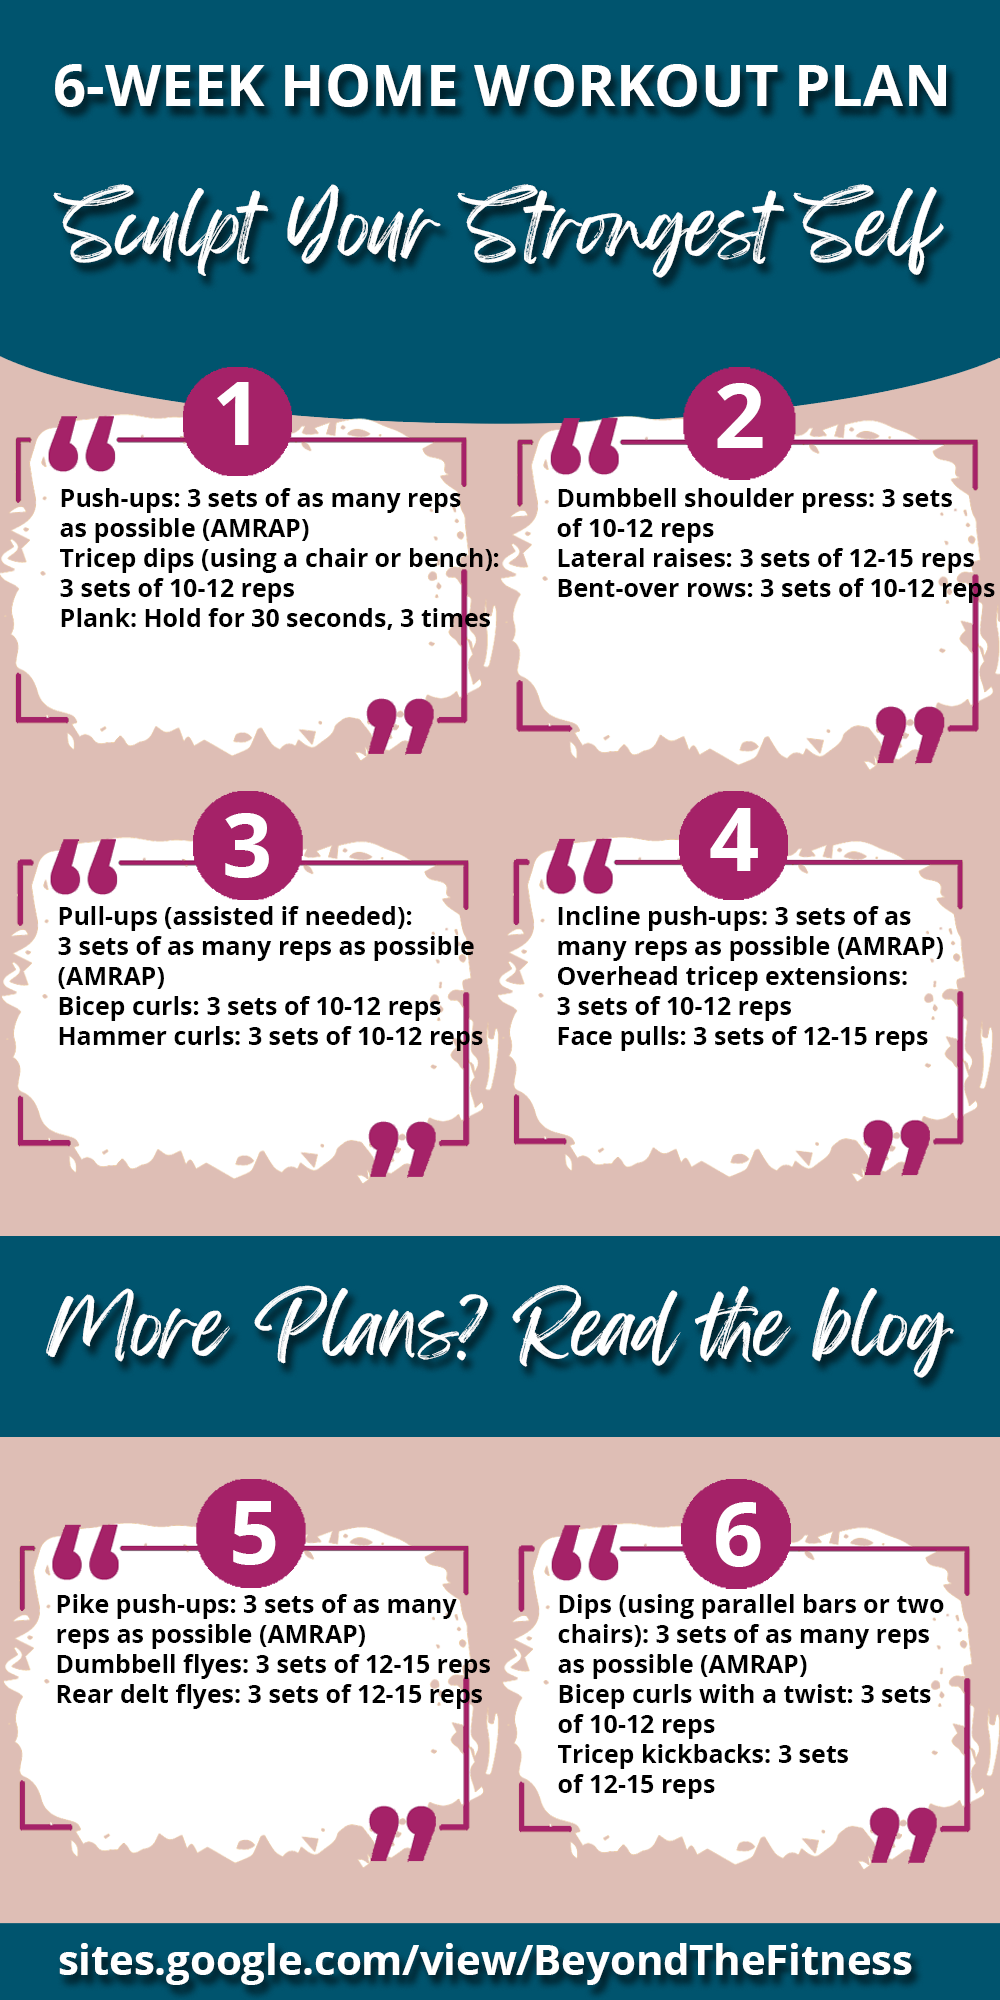 6-WEEK HOME WORKOUT PLAN
Sculpt Your Strongest Self
1
Push-ups: 3 sets of as many reps
as possible (AMRAP)
Tricep dips (using a chair or bench):
3 sets of 10-12 reps
Plank: Hold for 30 seconds, 3 times
2
Dumbbell shoulder press: 3 sets
of 10-12 reps
Lateral raises: 3 sets of 12-15 reps
Bent-over rows: 3 sets of 10-12 reps
3
Pull-ups (assisted if needed):
3 sets of as many reps as possible
(AMRAP)
Bicep curls: 3 sets of 10-12 reps
Hammer curls: 3 sets of 10-12 reps
4
Incline push-ups: 3 sets of as
many reps as possible (AMRAP)
Overhead tricep extensions:
3 sets of 10-12 reps
Face pulls: 3 sets of 12-15 reps
More Plans? Read the blog
5
Pike push-ups: 3 sets of as many
reps as possible (AMRAP)
Dumbbell flyes: 3 sets of 12-15 reps
Rear delt flyes: 3 sets of 12-15 reps
6
Dips (using parallel bars or two
chairs): 3 sets of as many reps
as possible (AMRAP)
Bicep curls with a twist: 3 sets
of 10-12 reps
Tricep kickbacks: 3 sets
of 12-15 reps
sites.google.com/view/BeyondTheFitness